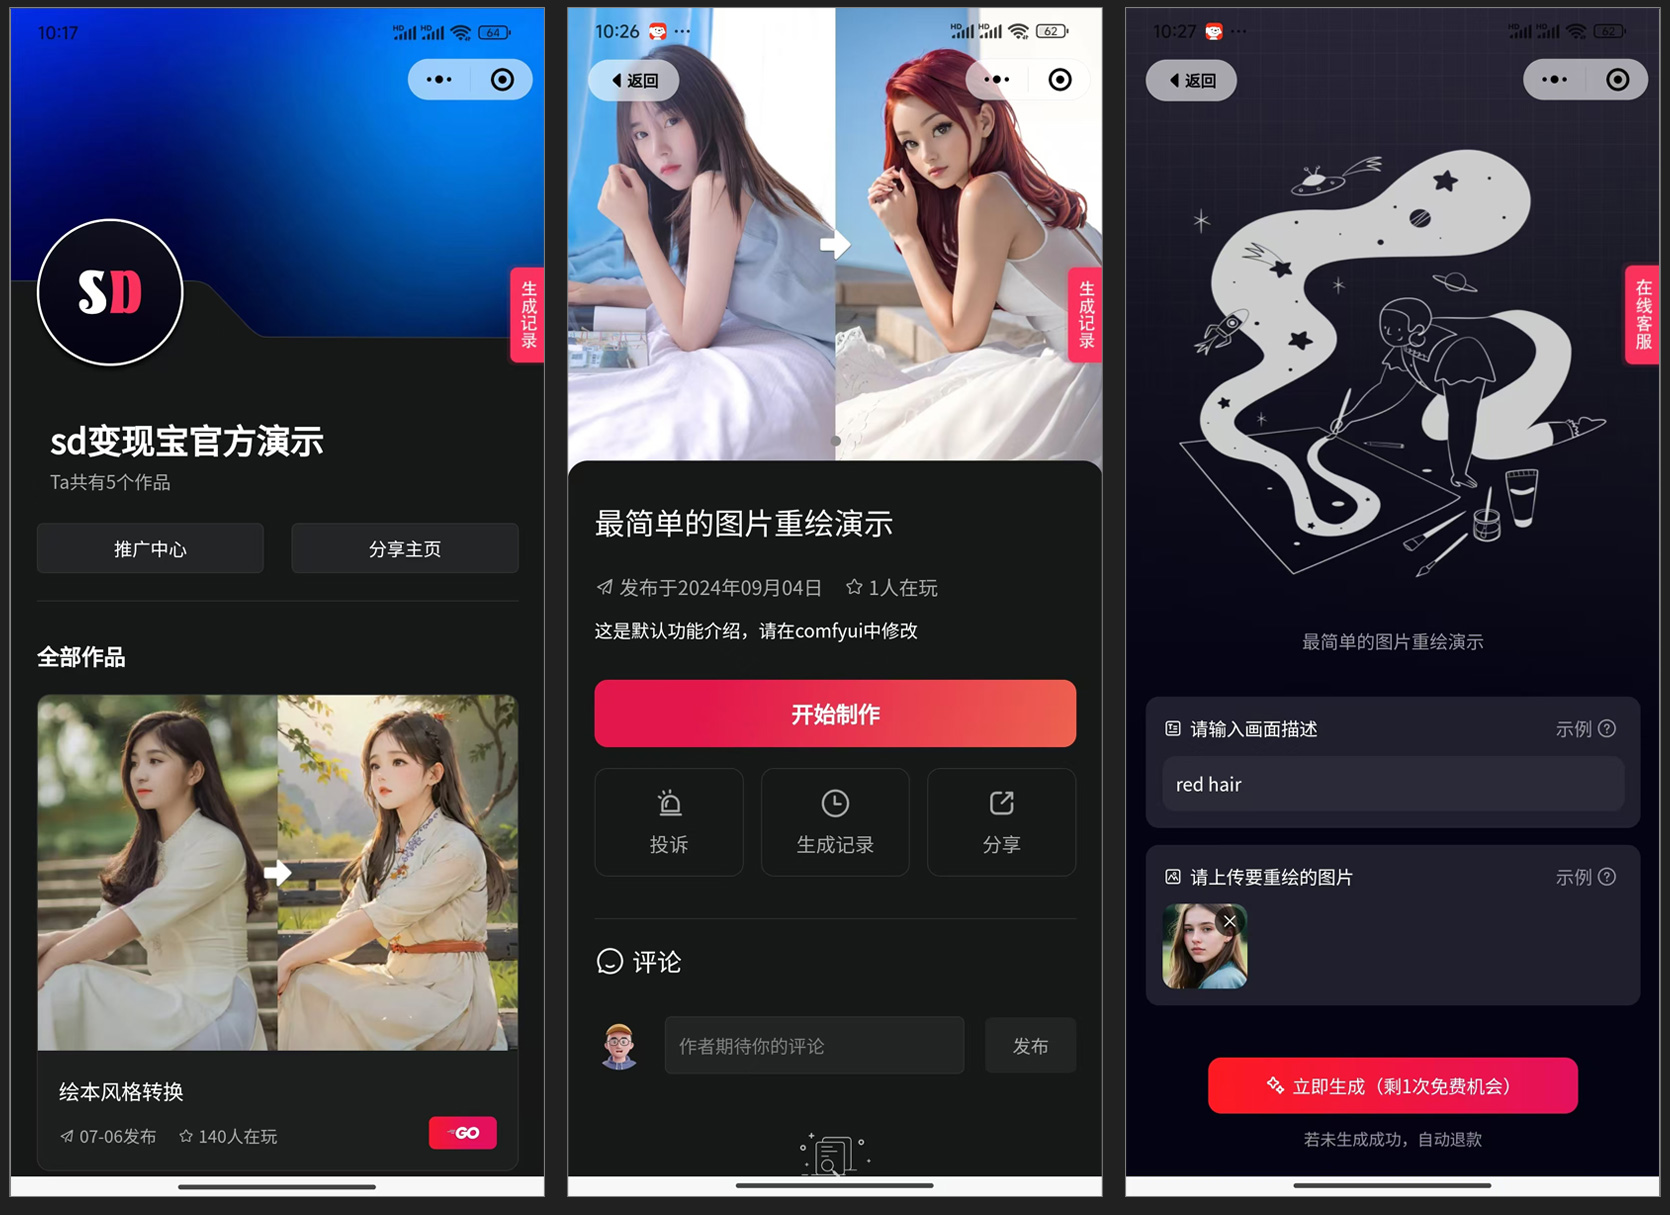 10:17
HD HD 64
SD
生成记录
sd变现宝官方演示
Ta共有5个作品
推广中心
分享主页
全部作品
绘本风格转换
07-06发布 140人在玩
GO
10:26
HD HD 62
返回
生成记录
最简单的图片重绘演示
发布于2024年09月04日 1人在玩
这是默认功能介绍，请在comfyui中修改
开始制作
投诉
生成记录
分享
评论
作者期待你的评论
发布
10:27
HD HD 62
返回
在线客服
最简单的图片重绘演示
请输入画面描述 示例
red hair
请上传要重绘的图片 示例
立即生成（剩1次免费机会）
若未生成成功，自动退款